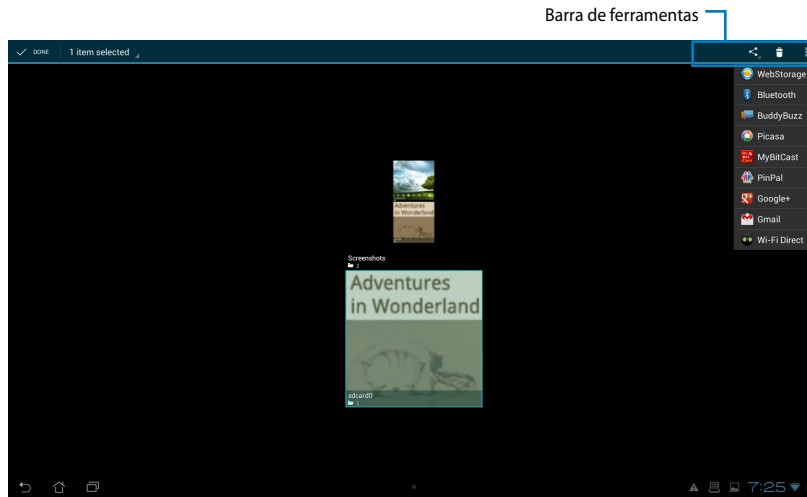 Barra de ferramentas
DONE 1 item selected
WebStorage
Bluetooth
BuddyBuzz
Picasa
MyBitCast
PinPal
Google+
Gmail
Wi-Fi Direct
Adventures
in Wonderland
Screenshots
2
Adventures
in Wonderland
sdcard0
1
7:25